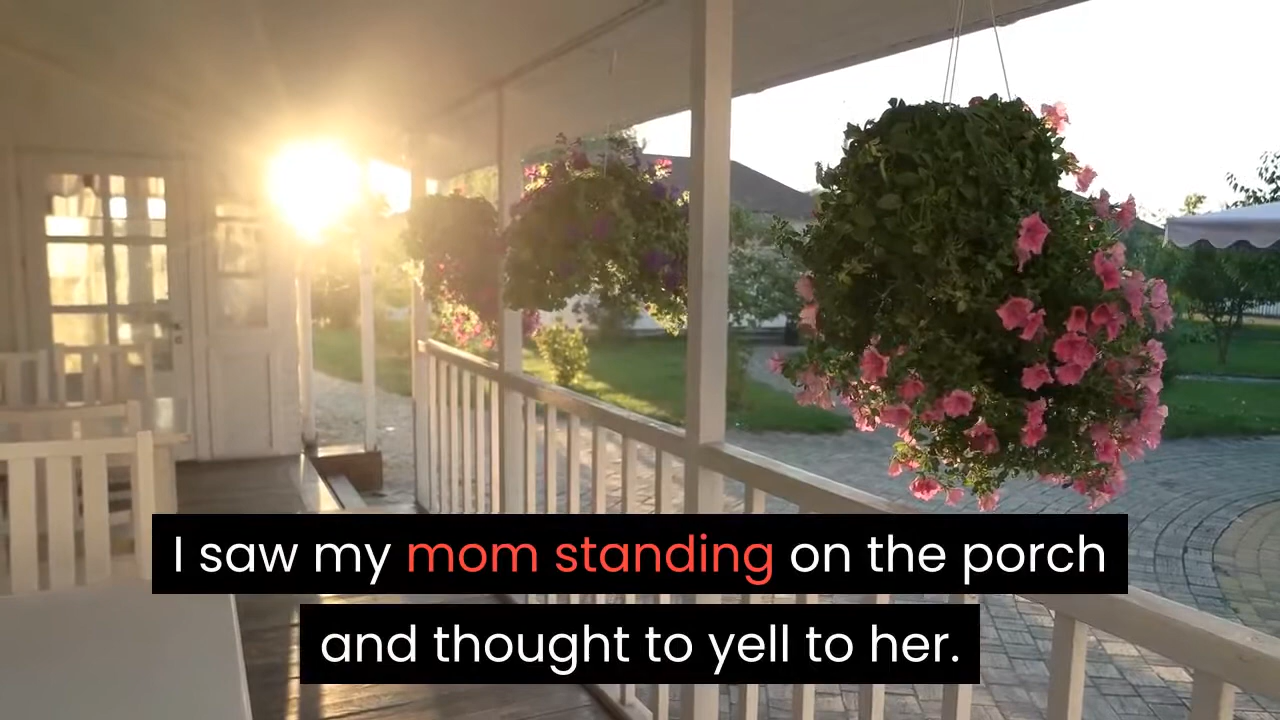 I saw my mom standing on the porch
and thought to yell to her.